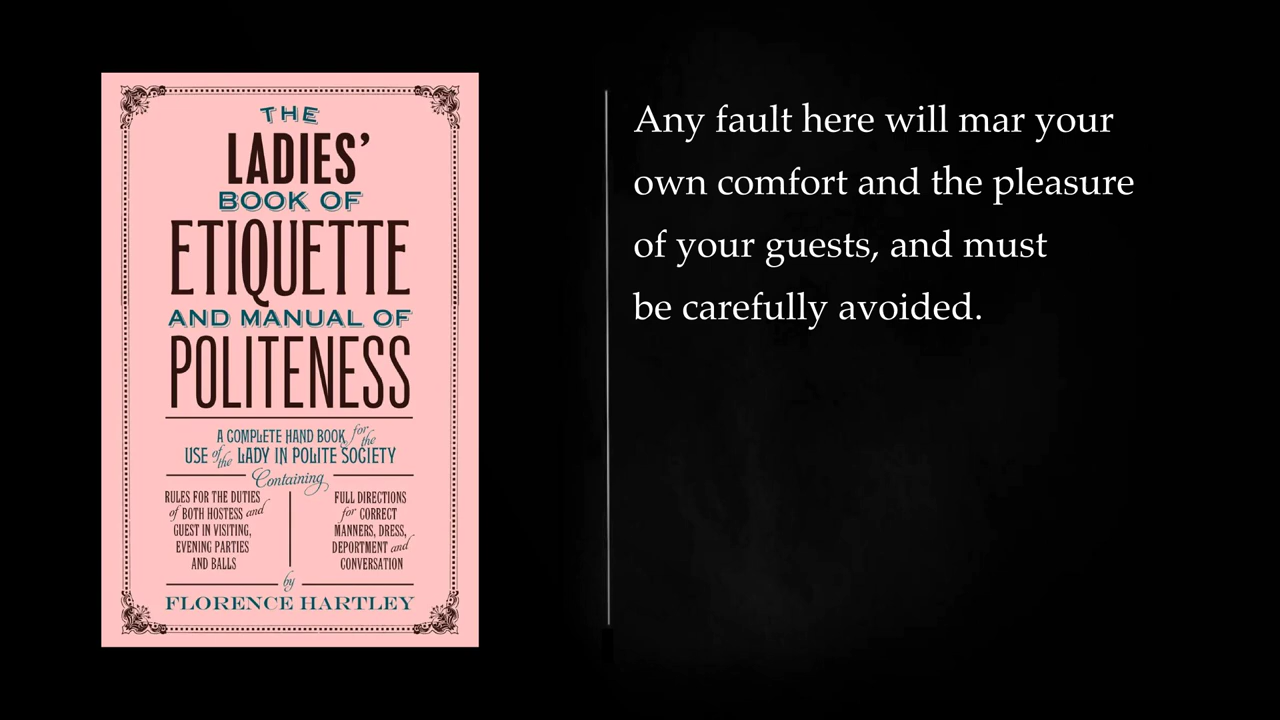 THE
LADIES'
BOOK OF
ETIQUETTE
AND MANUAL OF
POLITENESS
A COMPLETE HAND BOOK for the
USE of the LADY IN POLITE SOCIETY
Containing
RULES FOR THE DUTIES
of BOTH HOSTESS and
GUEST IN VISITING,
EVENING PARTIES
AND BALLS
FULL DIRECTIONS
for CORRECT
MANNERS, DRESS,
DEPORTMENT and
CONVERSATION
by
FLORENCE HARTLEY
Any fault here will mar your
own comfort and the pleasure
of your guests, and must
be carefully avoided.